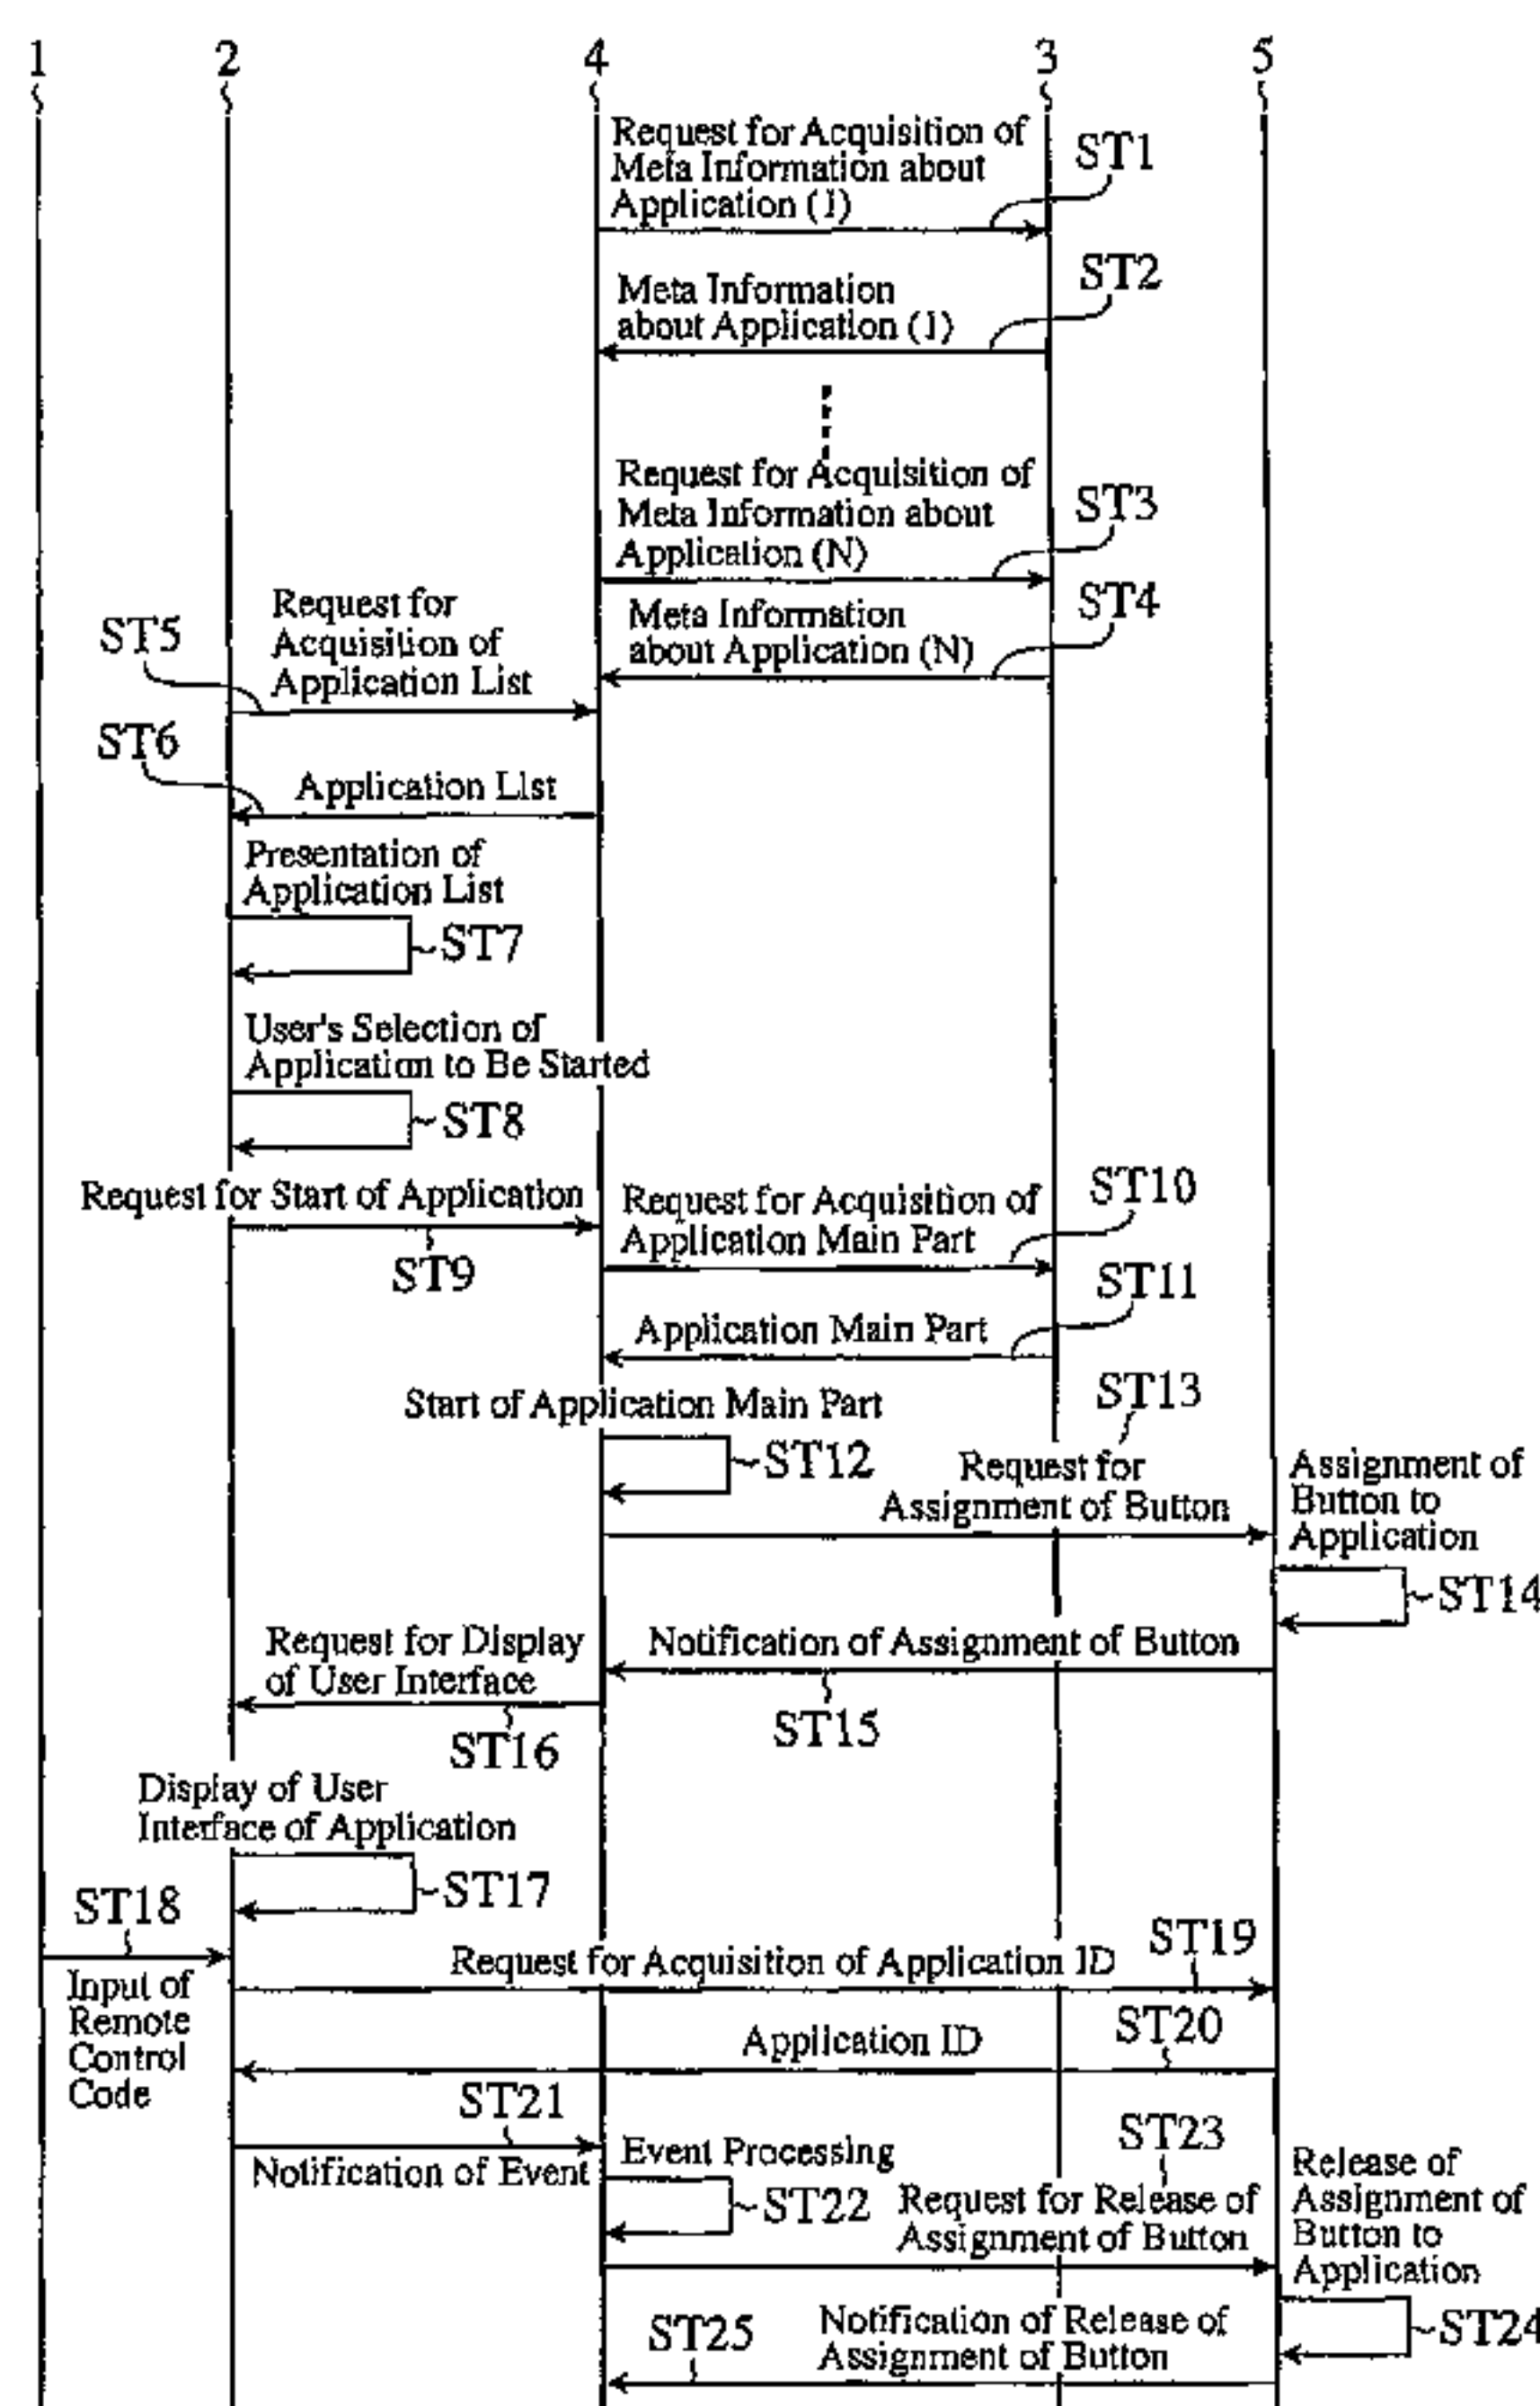 1
2
4
3
5
Request for Acquisition of
Meta Information about
Application (1)
ST1
Meta Information
about Application (1)
ST2
Request for Acquisition of
Meta Information about
Application (N)
ST3
Meta Information
about Application (N)
ST4
Request for
Acquisition of
Application List
ST5
ST6
Application List
Presentation of
Application List
ST7
User's Selection of
Application to Be Started
ST8
Request for Start of Application
ST9
Request for Acquisition of
Application Main Part
ST10
Application Main Part
ST11
Start of Application Main Part
ST12
ST13
Request for
Assignment of Button
Assignment of
Button to
Application
ST14
Notification of Assignment of Button
ST15
Request for Display
of User Interface
ST16
Display of User
Interface of Application
ST17
ST18
Input of
Remote
Control
Code
Request for Acquisition of Application ID
ST19
Application ID
ST20
ST21
Notification of Event
Event Processing
ST22
ST23
Request for Release of
Assignment of Button
Release of
Assignment of
Button to
Application
ST24
Notification of Release of
Assignment of Button
ST25